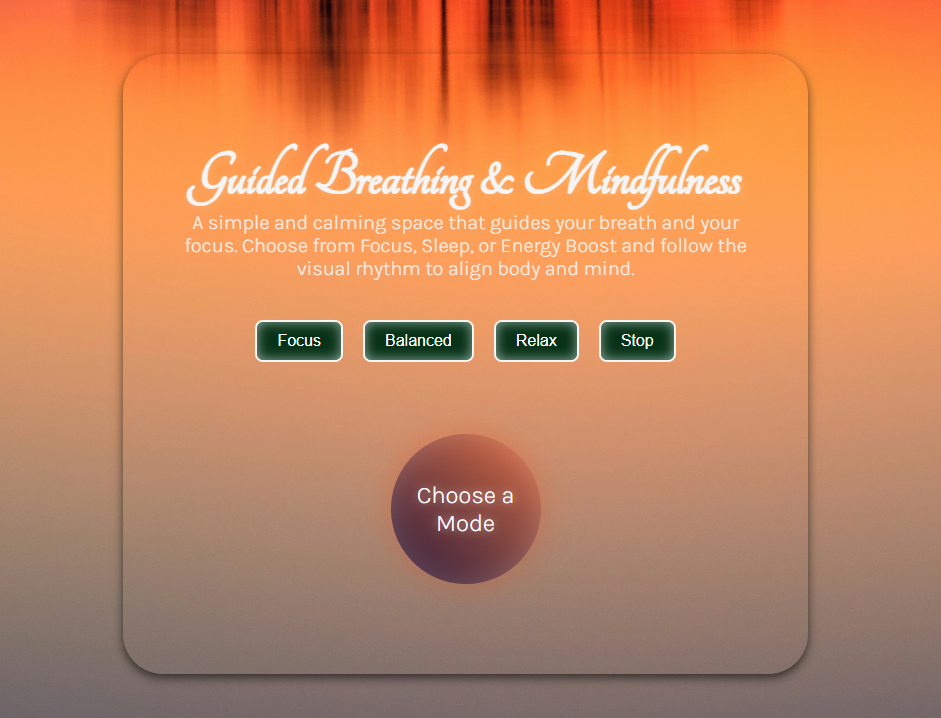 Guided Breathing & Mindfulness
A simple and calming space that guides your breath and your
focus. Choose from Focus, Sleep, or Energy Boost and follow the
visual rhythm to align body and mind.
Focus Balanced Relax Stop
Choose a
Mode